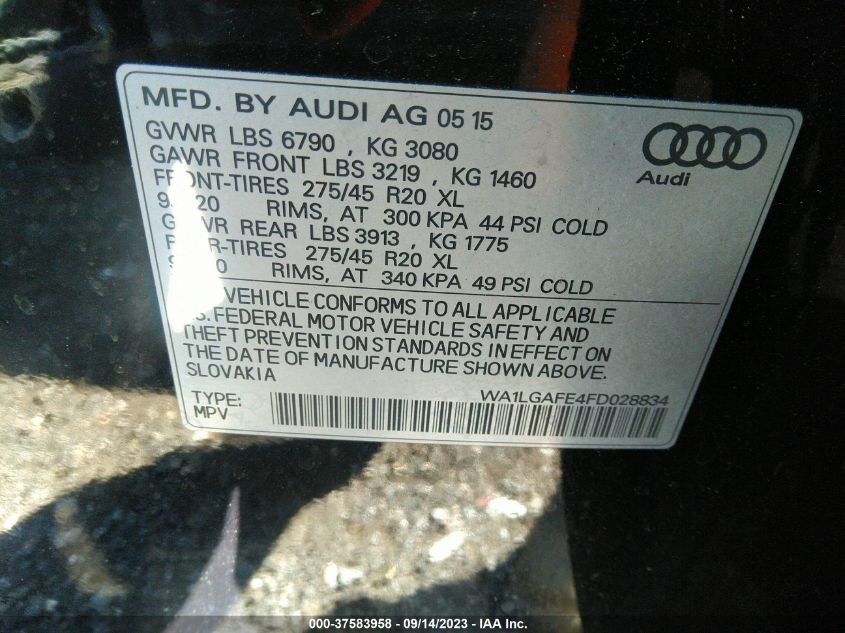 MFD. BY AUDI AG 05 15
GVWR LBS 6790 , KG 3080
GAWR FRONT LBS 3219 , KG 1460
FRONT-TIRES 275/45 R20 XL
20 RIMS, AT 300 KPA 44 PSI COLD
GAWR REAR LBS 3913 , KG 1775
REAR-TIRES 275/45 R20 XL
RIMS, AT 340 KPA 49 PSI COLD
VEHICLE CONFORMS TO ALL APPLICABLE
FEDERAL MOTOR VEHICLE SAFETY AND
THEFT PREVENTION STANDARDS IN EFFECT ON
THE DATE OF MANUFACTURE SHOWN ABOVE.
SLOVAKIA
Audi
TYPE:
MPV
WA1LGAFE4FD028834
000-37583958 - 09/14/2023 - IAA Inc.